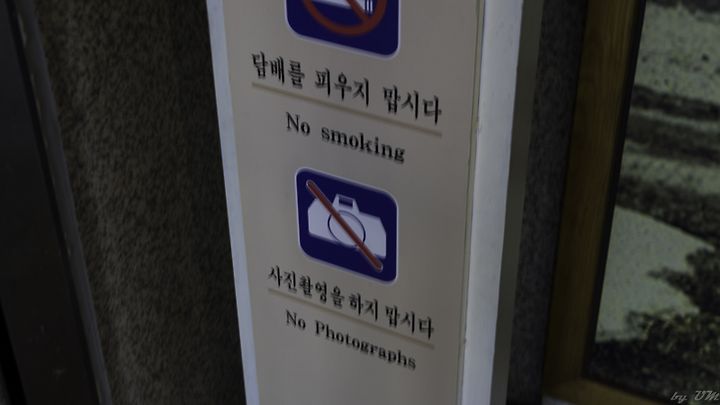 담배를 피우지 맙시다
No smoking
사진촬영을 하지 맙시다
No Photographs
by UM